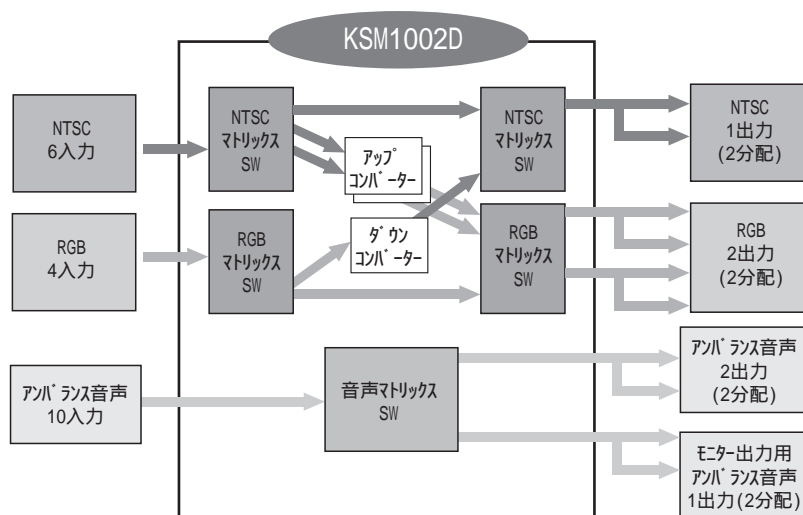 KSM1002D
NTSC
6入力
NTSC
マトリックス
SW
アップ
コンバーター
NTSC
マトリックス
SW
NTSC
1出力
(2分配)
RGB
4入力
RGB
マトリックス
SW
ダウン
コンバーター
RGB
マトリックス
SW
RGB
2出力
(2分配)
アンバランス音声
10入力
音声マトリックス
SW
アンバランス音声
2出力
(2分配)
モニター出力用
アンバランス音声
1出力(2分配)